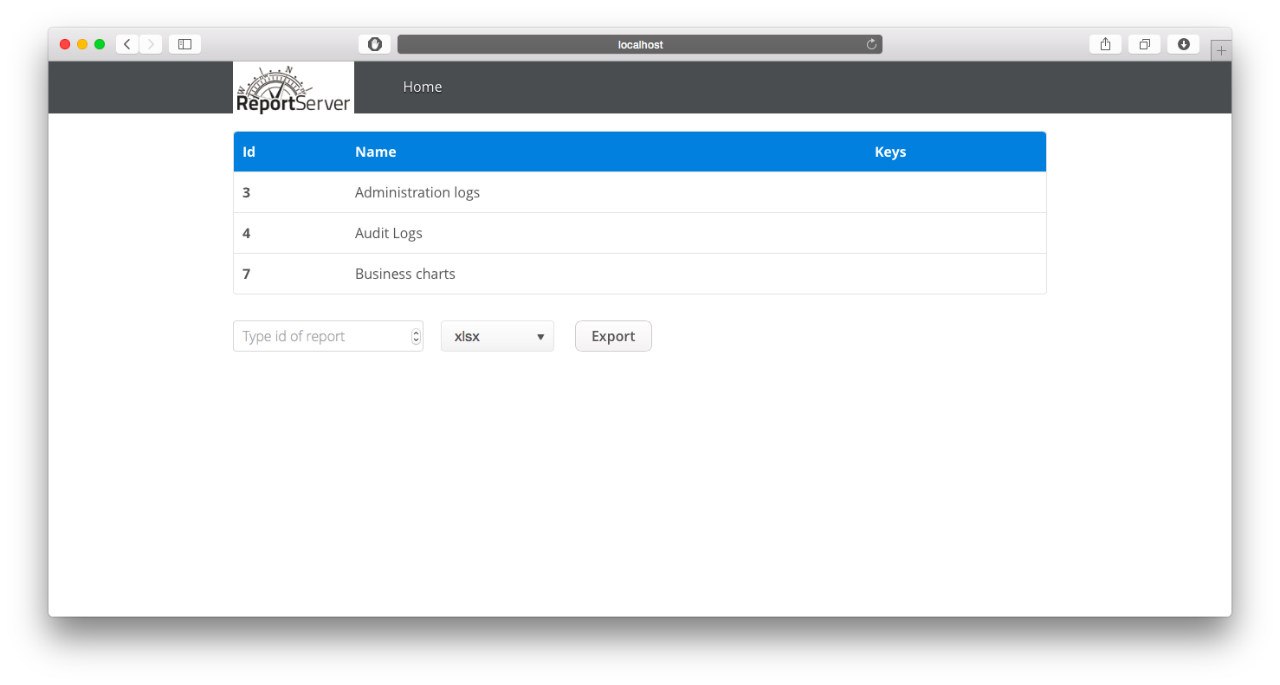 localhost
W N
ReportServer
Home
Id Name Keys
3 Administration logs
4 Audit Logs
7 Business charts
Type id of report xlsx Export